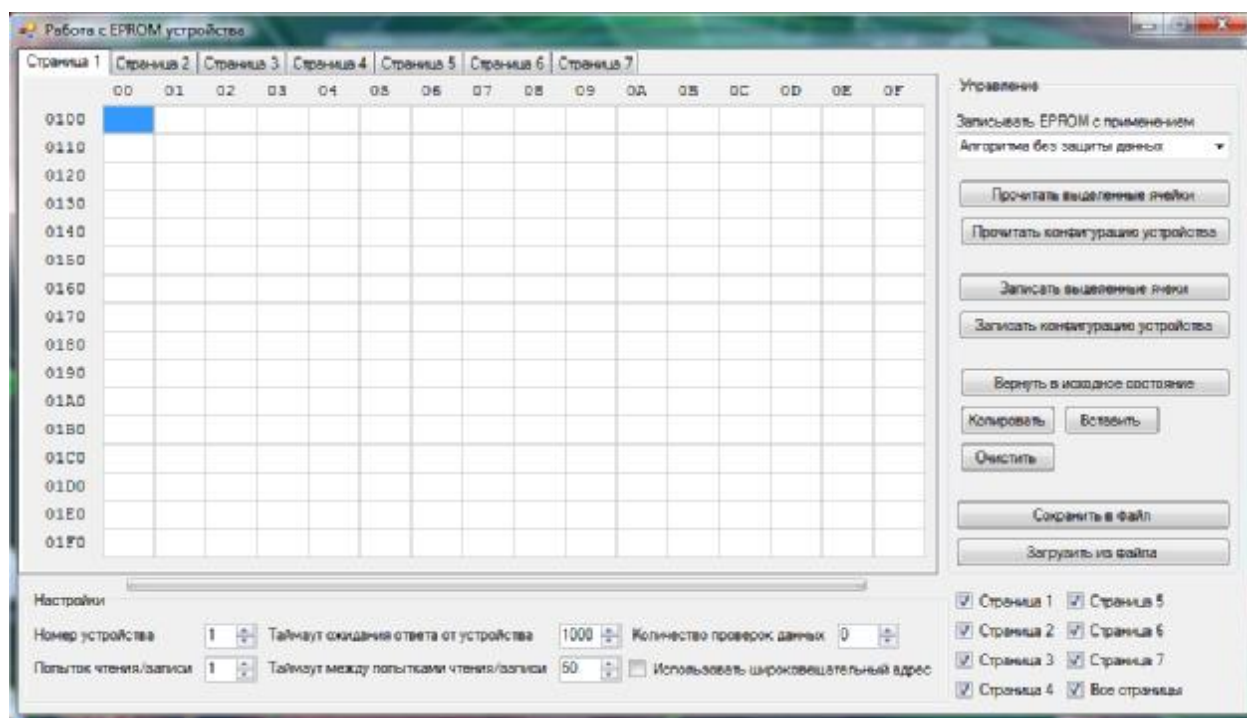 Работа с EPROM устройства
Страница 1 Страница 2 Страница 3 Страница 4 Страница 5 Страница 6 Страница 7
00 01 02 03 04 05 06 07 08 09 0A 0B 0C 0D 0E 0F
0100
0110
0120
0130
0140
0150
0160
0170
0180
0190
01A0
01B0
01C0
01D0
01E0
01F0
Управление
Записывать EPROM с применением
Алгоритма без защиты данных
Прочитать выделенные ячейки
Прочитать конфигурацию устройства
Записать выделенные ячеки
Записать конфигурацию устройства
Вернуть в исходное состояние
Копировать Вставить
Очистить
Сохранить в файл
Загрузить из файла
Настройки
Номер устройства 1 Таймаут ожидания ответа от устройства 1000 Количество проверок данных 0
Попыток чтения/записи 1 Таймаут между попытками чтения/записи 50 Использовать широковещательный адрес
Страница 1 Страница 5
Страница 2 Страница 6
Страница 3 Страница 7
Страница 4 Все страницы